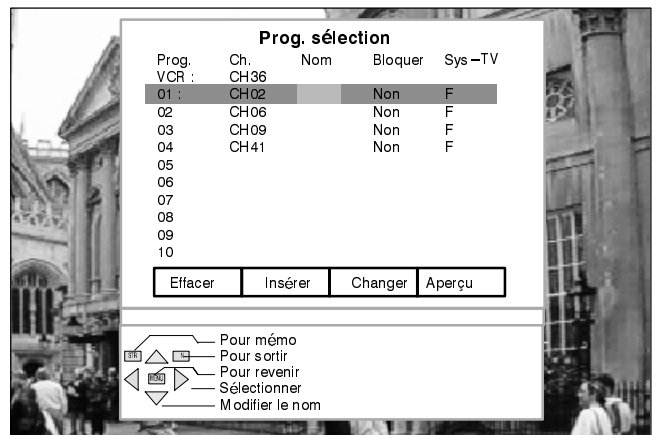 Prog. sélection
Prog. Ch. Nom Bloquer Sys–TV
VCR : CH36
01 : CH02 Non F
02 CH06 Non F
03 CH09 Non F
04 CH41 Non F
05
06
07
08
09
10
Effacer Insérer Changer Aperçu
Pour mémo
STR N Pour sortir
MENU Pour revenir
Sélectionner
Modifier le nom